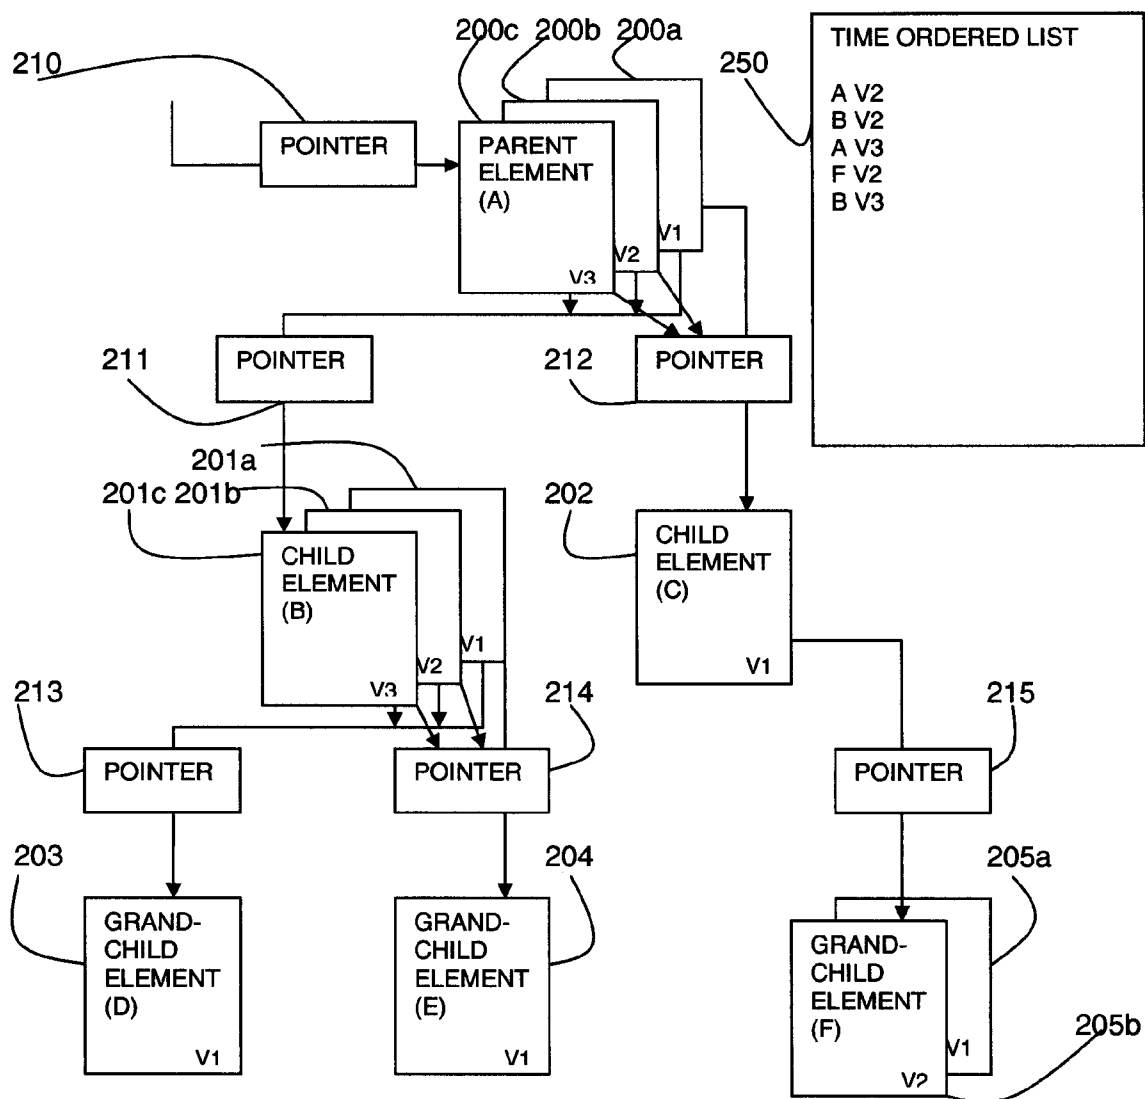 200c 200b 200a
210
POINTER
PARENT
ELEMENT
(A)
V1
V2
V3
250
TIME ORDERED LIST
A V2
B V2
A V3
F V2
B V3
211
POINTER
212
POINTER
201a
201c 201b
CHILD
ELEMENT
(B)
V1
V2
V3
202
CHILD
ELEMENT
(C)
V1
213
POINTER
214
POINTER
215
POINTER
203
GRAND-
CHILD
ELEMENT
(D)
V1
204
GRAND-
CHILD
ELEMENT
(E)
V1
205a
GRAND-
CHILD
ELEMENT
(F)
V1
V2
205b